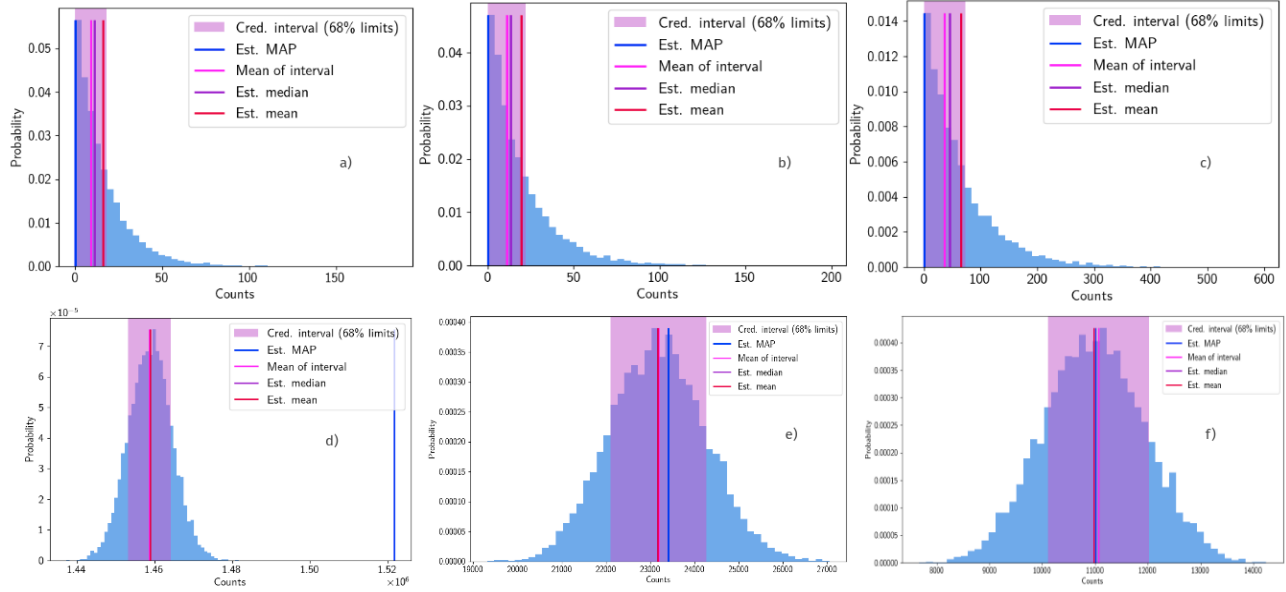 Probability
0.05
0.04
0.03
0.02
0.01
0.00
Cred. interval (68% limits)
Est. MAP
Mean of interval
Est. median
Est. mean
a)
0 50 100 150
Counts
Probability
0.04
0.03
0.02
0.01
0.00
Cred. interval (68% limits)
Est. MAP
Mean of interval
Est. median
Est. mean
b)
0 50 100 150 200
Counts
Probability
0.014
0.012
0.010
0.008
0.006
0.004
0.002
0.000
Cred. interval (68% limits)
Est. MAP
Mean of interval
Est. median
Est. mean
c)
0 100 200 300 400 500 600
Counts
×10⁻⁵
Probability
7
6
5
4
3
2
1
0
Cred. interval (68% limits)
Est. MAP
Mean of interval
Est. median
Est. mean
d)
1.44 1.46 1.48 1.50 1.52
Counts
×10⁶
Probability
0.00040
0.00035
0.00030
0.00025
0.00020
0.00015
0.00010
0.00005
0.00000
Cred. interval (68% limits)
Est. MAP
Mean of interval
Est. median
Est. mean
e)
19000 20000 22000 23000 24000 25000 26000 27000
Counts
Probability
0.00040
0.00035
0.00030
0.00025
0.00020
0.00015
0.00010
0.00005
0.00000
Cred. interval (68% limits)
Est. MAP
Mean of interval
Est. median
Est. mean
f)
8000 9000 10000 11000 12000 13000 14000
Counts